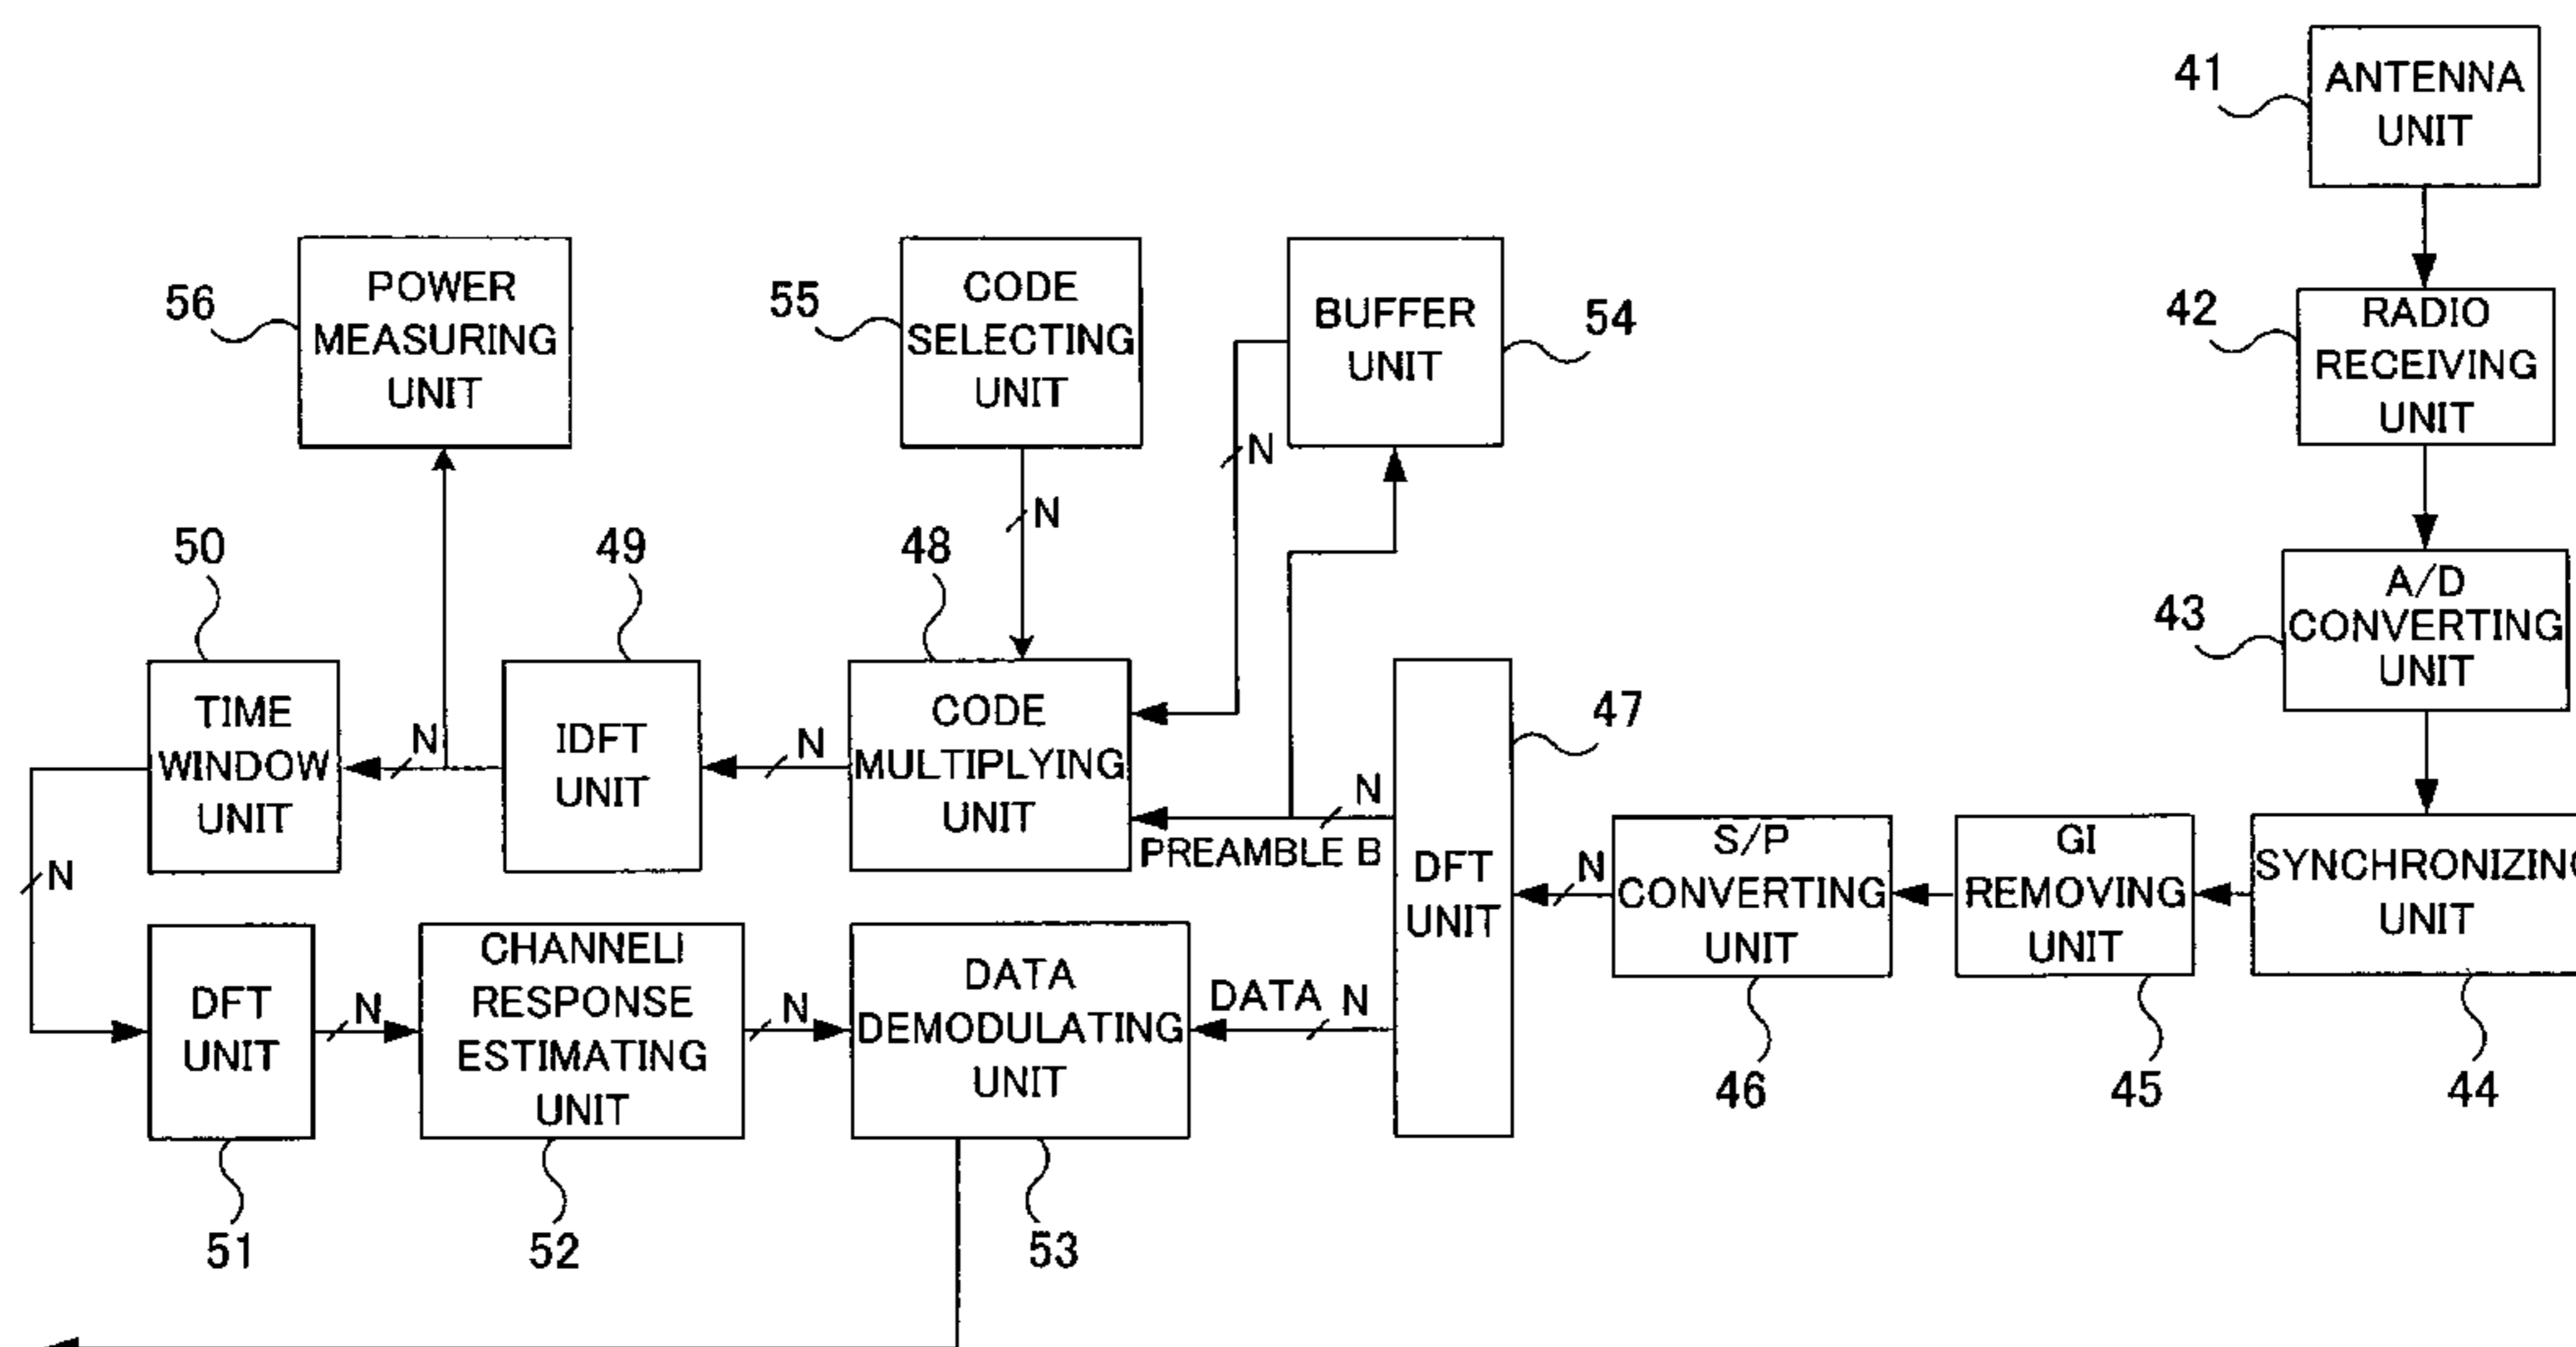 41
ANTENNA
UNIT
42
RADIO
RECEIVING
UNIT
43
A/D
CONVERTING
UNIT
56
POWER
MEASURING
UNIT
55
CODE
SELECTING
UNIT
BUFFER
UNIT
54
N
N
50
49
48
47
TIME
WINDOW
UNIT
N
IDFT
UNIT
N
CODE
MULTIPLYING
UNIT
N
PREAMBLE B
DFT
UNIT
N
S/P
CONVERTING
UNIT
GI
REMOVING
UNIT
SYNCHRONIZING
UNIT
N
DFT
UNIT
N
CHANNELI
RESPONSE
ESTIMATING
UNIT
N
DATA
DEMODULATING
UNIT
DATA N
46
45
44
51
52
53